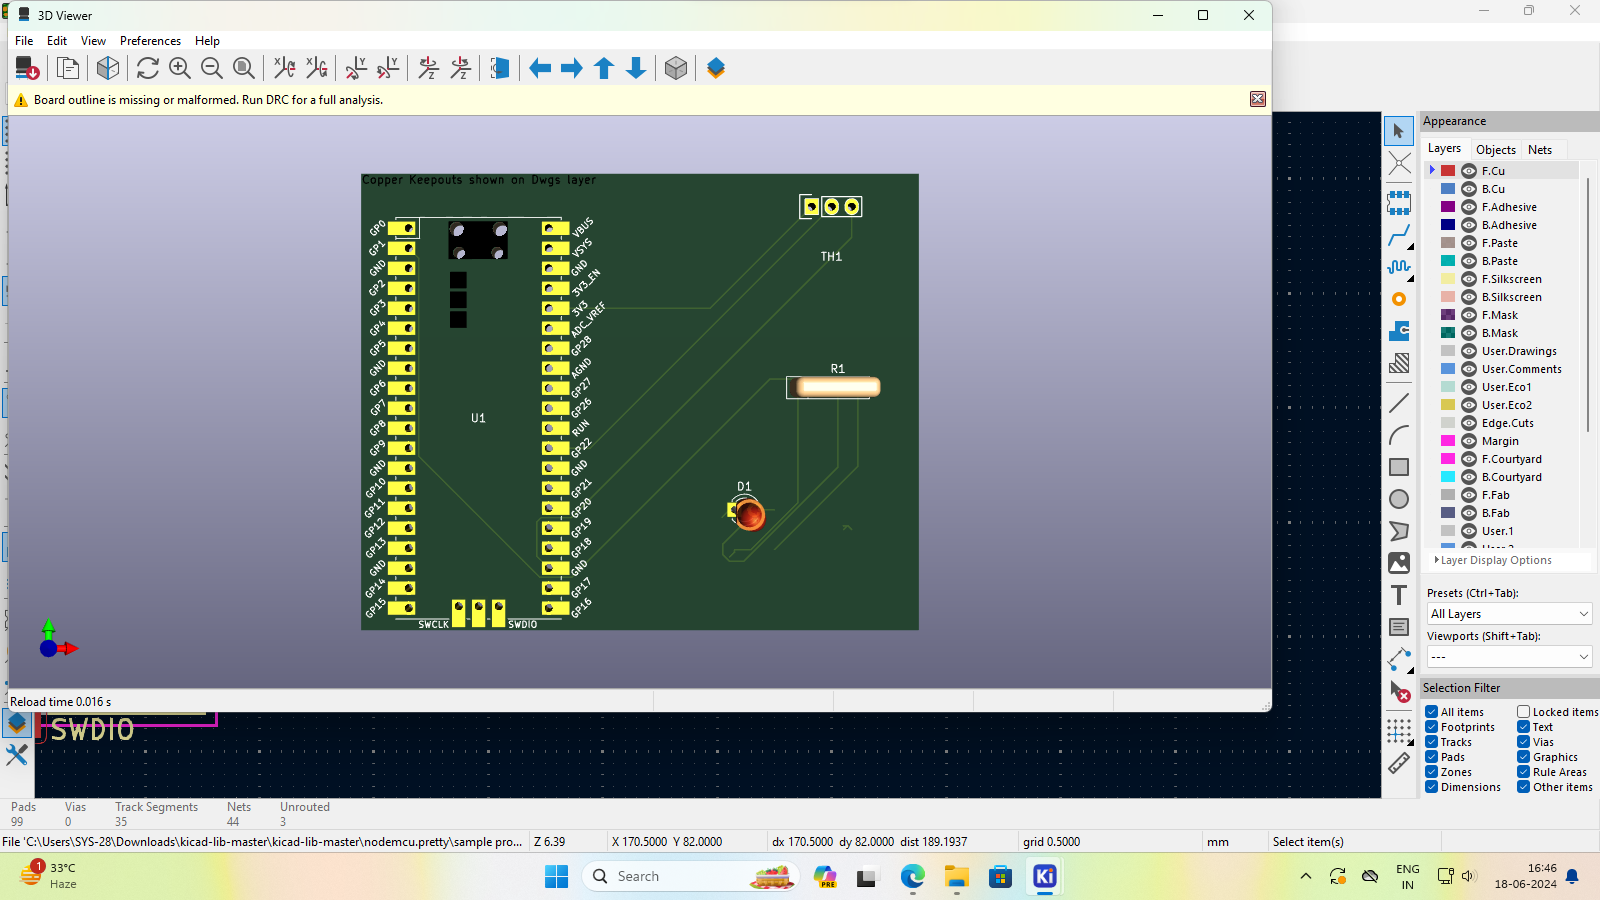 3D Viewer
File Edit View Preferences Help
Board outline is missing or malformed. Run DRC for a full analysis.
Copper Keepouts shown on Dwgs layer
GP0
GP1
GND
GP2
GP3
GP4
GP5
GND
GP6
GP7
GP8
GP9
GND
GP10
GP11
GP12
GP13
GND
GP14
GP15
U1
SWCLK
SWDIO
VBUS
VSYS
GND
3V3_EN
3V3
ADC_VREF
GP28
AGND
GP27
GP26
RUN
GP22
GND
GP21
GP20
GP19
GP18
GND
GP17
GP16
TH1
R1
D1
Reload time 0.016 s
SWDIO
Appearance
Layers Objects Nets
F.Cu
B.Cu
F.Adhesive
B.Adhesive
F.Paste
B.Paste
F.Silkscreen
B.Silkscreen
F.Mask
B.Mask
User.Drawings
User.Comments
User.Eco1
User.Eco2
Edge.Cuts
Margin
F.Courtyard
B.Courtyard
F.Fab
B.Fab
User.1
Layer Display Options
Presets (Ctrl+Tab):
All Layers
Viewports (Shift+Tab):
---
Selection Filter
All items Locked items
Footprints Text
Tracks Vias
Pads Graphics
Zones Rule Areas
Dimensions Other items
Pads Vias Track Segments Nets Unrouted
99 0 35 44 3
File 'C:\Users\SYS-28\Downloads\kicad-lib-master\kicad-lib-master\nodemcu.pretty\sample pro... Z 6.39 X 170.5000 Y 82.0000 dx 170.5000 dy 82.0000 dist 189.1937 grid 0.5000 mm Select item(s)
1
33°C
Haze
Search
PRE
Ki
ENG
IN
16:46
18-06-2024